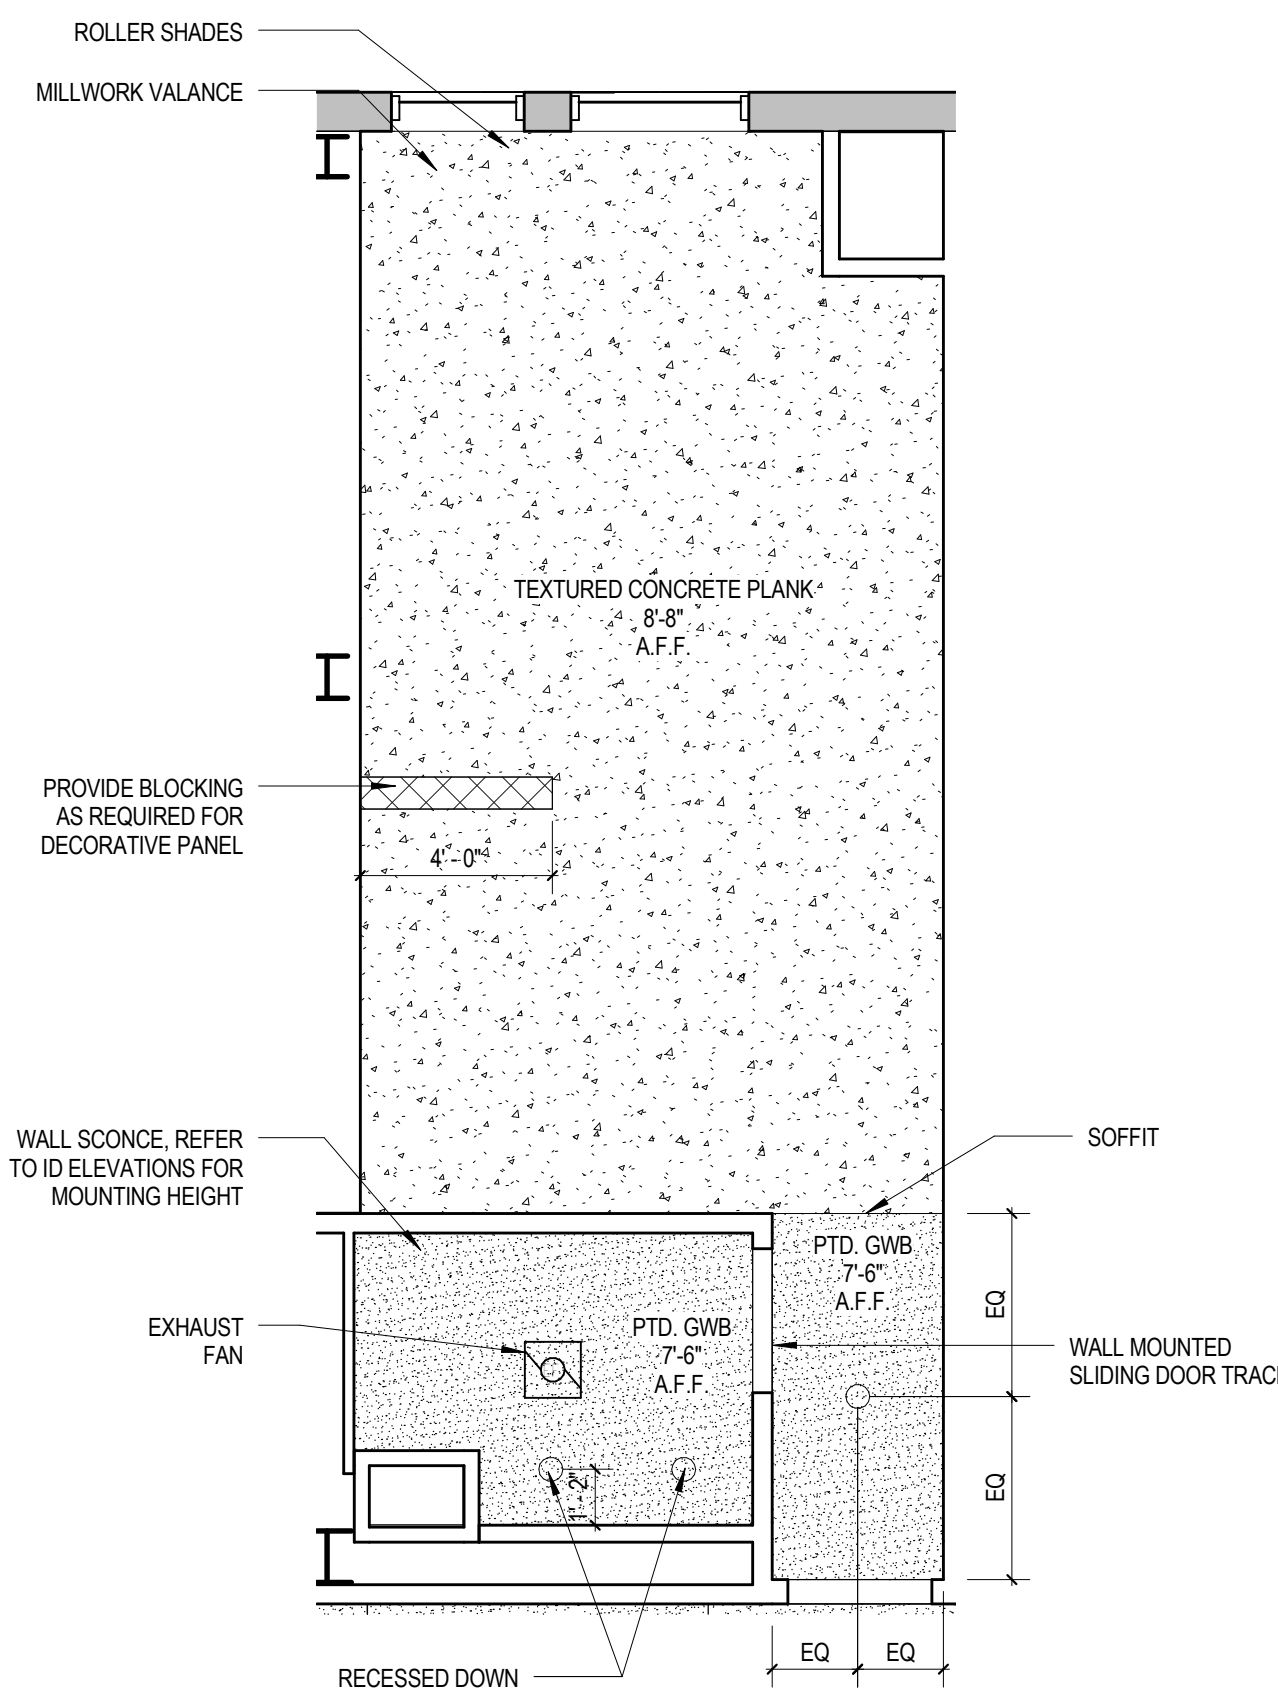 ROLLER SHADES
MILLWORK VALANCE
TEXTURED CONCRETE PLANK
8'-8"
A.F.F.
PROVIDE BLOCKING
AS REQUIRED FOR
DECORATIVE PANEL
4' - 0"
WALL SCONCE, REFER
TO ID ELEVATIONS FOR
MOUNTING HEIGHT
SOFFIT
PTD. GWB
7'-6"
A.F.F.
EQ
EXHAUST
FAN
PTD. GWB
7'-6"
A.F.F.
WALL MOUNTED
SLIDING DOOR TRAC
1' - 2"
EQ
EQ
EQ
RECESSED DOWN